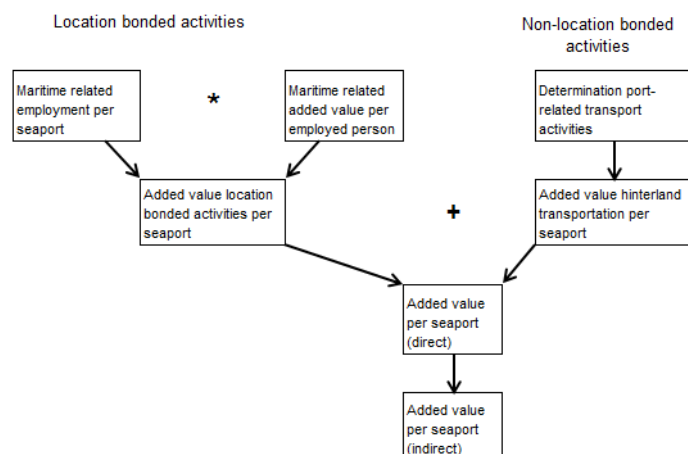 Location bonded activities
Non-location bonded
activities
Maritime related
employment per
seaport
*
Maritime related
added value per
employed person
Determination port-
related transport
activities
Added value location
bonded activities per
seaport
+
Added value hinterland
transportation per
seaport
Added value
per seaport
(direct)
Added value
per seaport
(indirect)